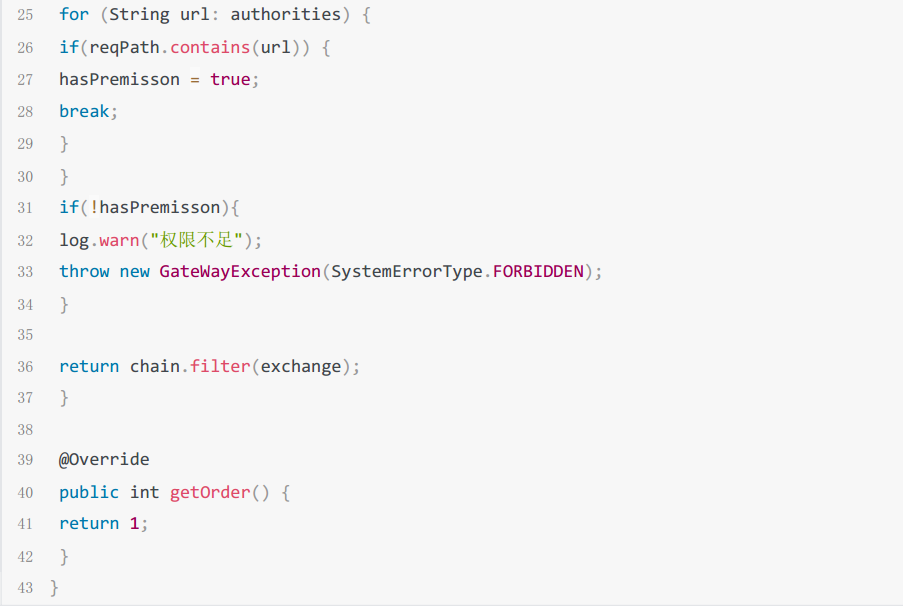 25 for (String url: authorities) {
26 if(reqPath.contains(url)) {
27 hasPremisson = true;
28 break;
29 }
30 }
31 if(!hasPremisson){
32 log.warn("权限不足");
33 throw new GateWayException(SystemErrorType.FORBIDDEN);
34 }
35
36 return chain.filter(exchange);
37 }
38
39 @Override
40 public int getOrder() {
41 return 1;
42 }
43 }